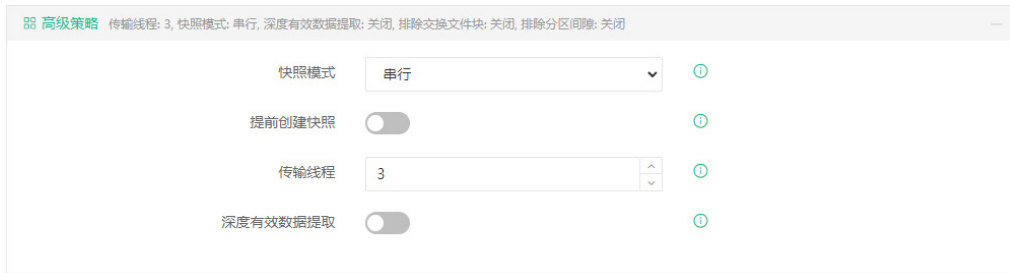 高级策略 传输线程: 3, 快照模式: 串行, 深度有效数据提取: 关闭, 排除交换文件块: 关闭, 排除分区间隙: 关闭
快照模式 串行
提前创建快照
传输线程 3
深度有效数据提取